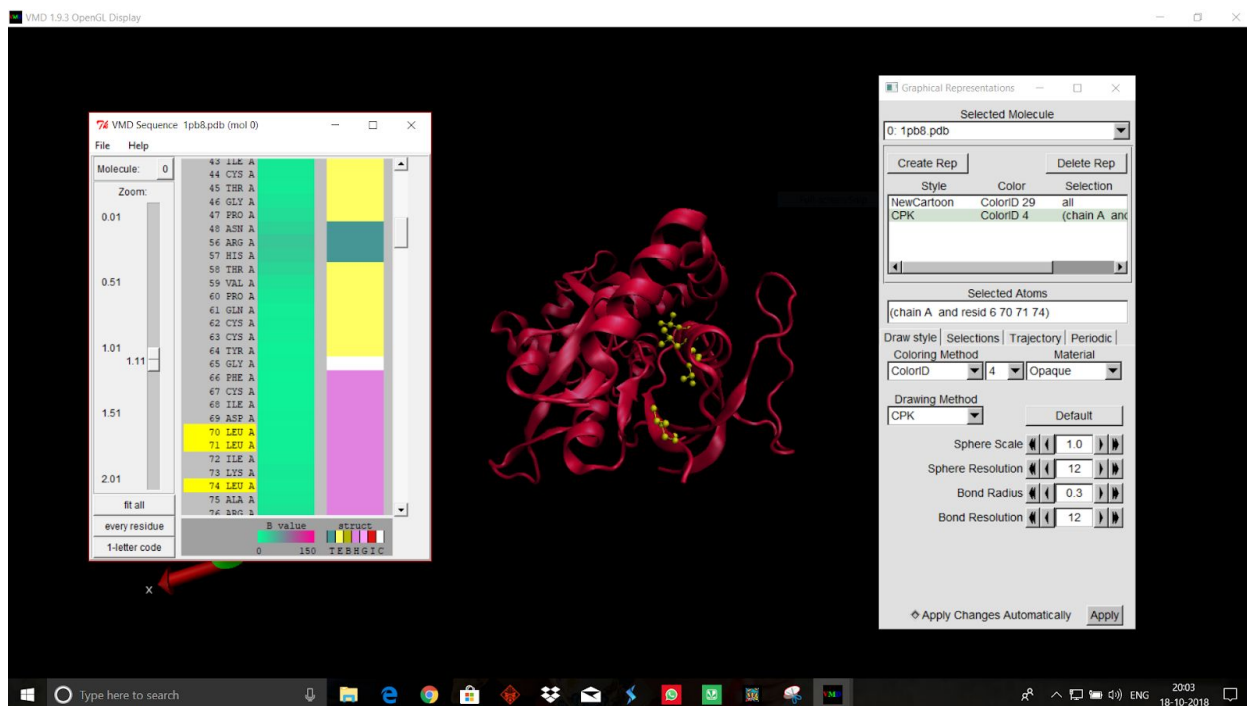 VMD 1.9.3 OpenGL Display
VMD Sequence 1pb8.pdb (mol 0)
File Help
Molecule: 0
Zoom:
0.01
0.51
1.01
1.11
1.51
2.01
fit all
every residue
1-letter code
43 ILE A
44 CYS A
45 THR A
46 GLY A
47 PRO A
48 ASN A
56 ARG A
57 HIS A
58 THR A
59 VAL A
60 PRO A
61 GLN A
62 CYS A
63 CYS A
64 TYR A
65 GLY A
66 PHE A
67 CYS A
68 ILE A
69 ASP A
70 LEU A
71 LEU A
72 ILE A
73 LYS A
74 LEU A
75 ALA A
76 ARG A
B value struct
0 150 T E B H G I C
x
Graphical Representations
Selected Molecule
0: 1pb8.pdb
Create Rep Delete Rep
Style Color Selection
NewCartoon ColorID 29 all
CPK ColorID 4 (chain A and
Selected Atoms
(chain A and resid 6 70 71 74)
Draw style Selections Trajectory Periodic
Coloring Method Material
ColorID 4 Opaque
Drawing Method
CPK Default
Sphere Scale 1.0
Sphere Resolution 12
Bond Radius 0.3
Bond Resolution 12
Apply Changes Automatically Apply
Type here to search
ENG
20:03
18-10-2018